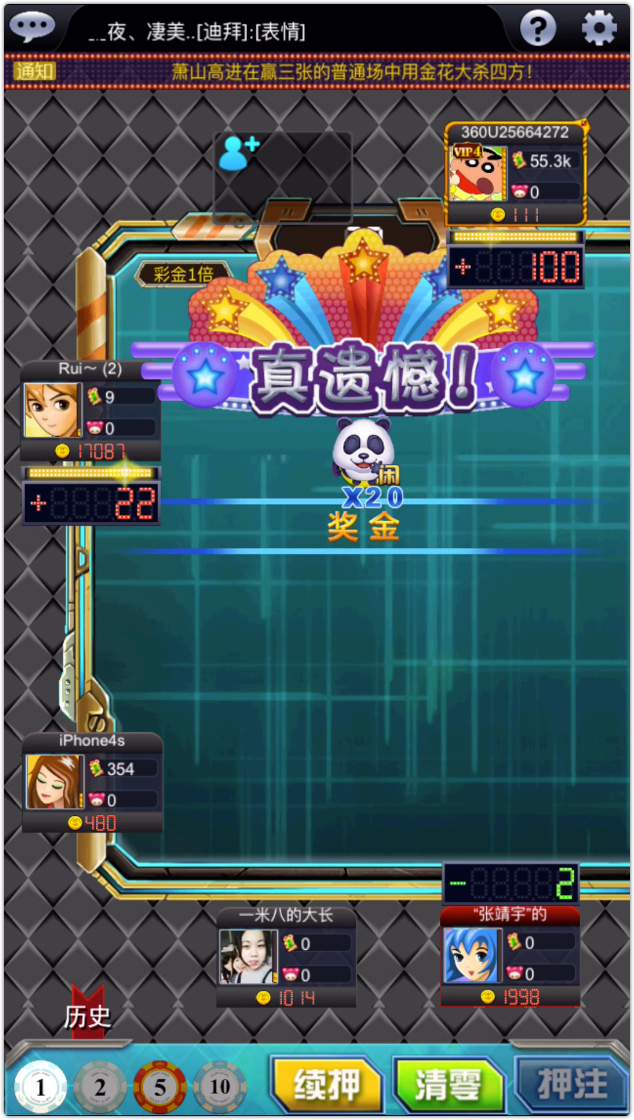 夜、凄美..[迪拜]:[表情]
通知 萧山高进在赢三张的普通场中用金花大杀四方!
360U25664272
VIP4
55.3k
0
111
+100
彩金1倍
真遗憾!
Rui～ (2)
9
0
17087
+22
闲
X20
奖金
iPhone4s
354
0
480
-2
一米八的大长
0
0
1014
"张靖宇"的
0
0
1998
历史
1 2 5 10 续押 清零 押注